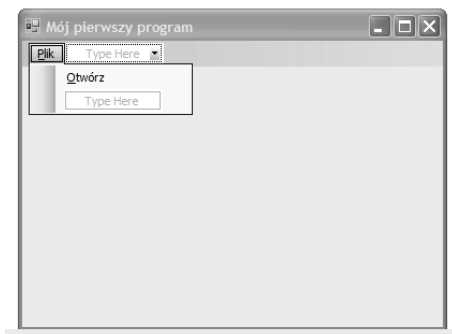 Mój pierwszy program
Plik Type Here
Otwórz
Type Here